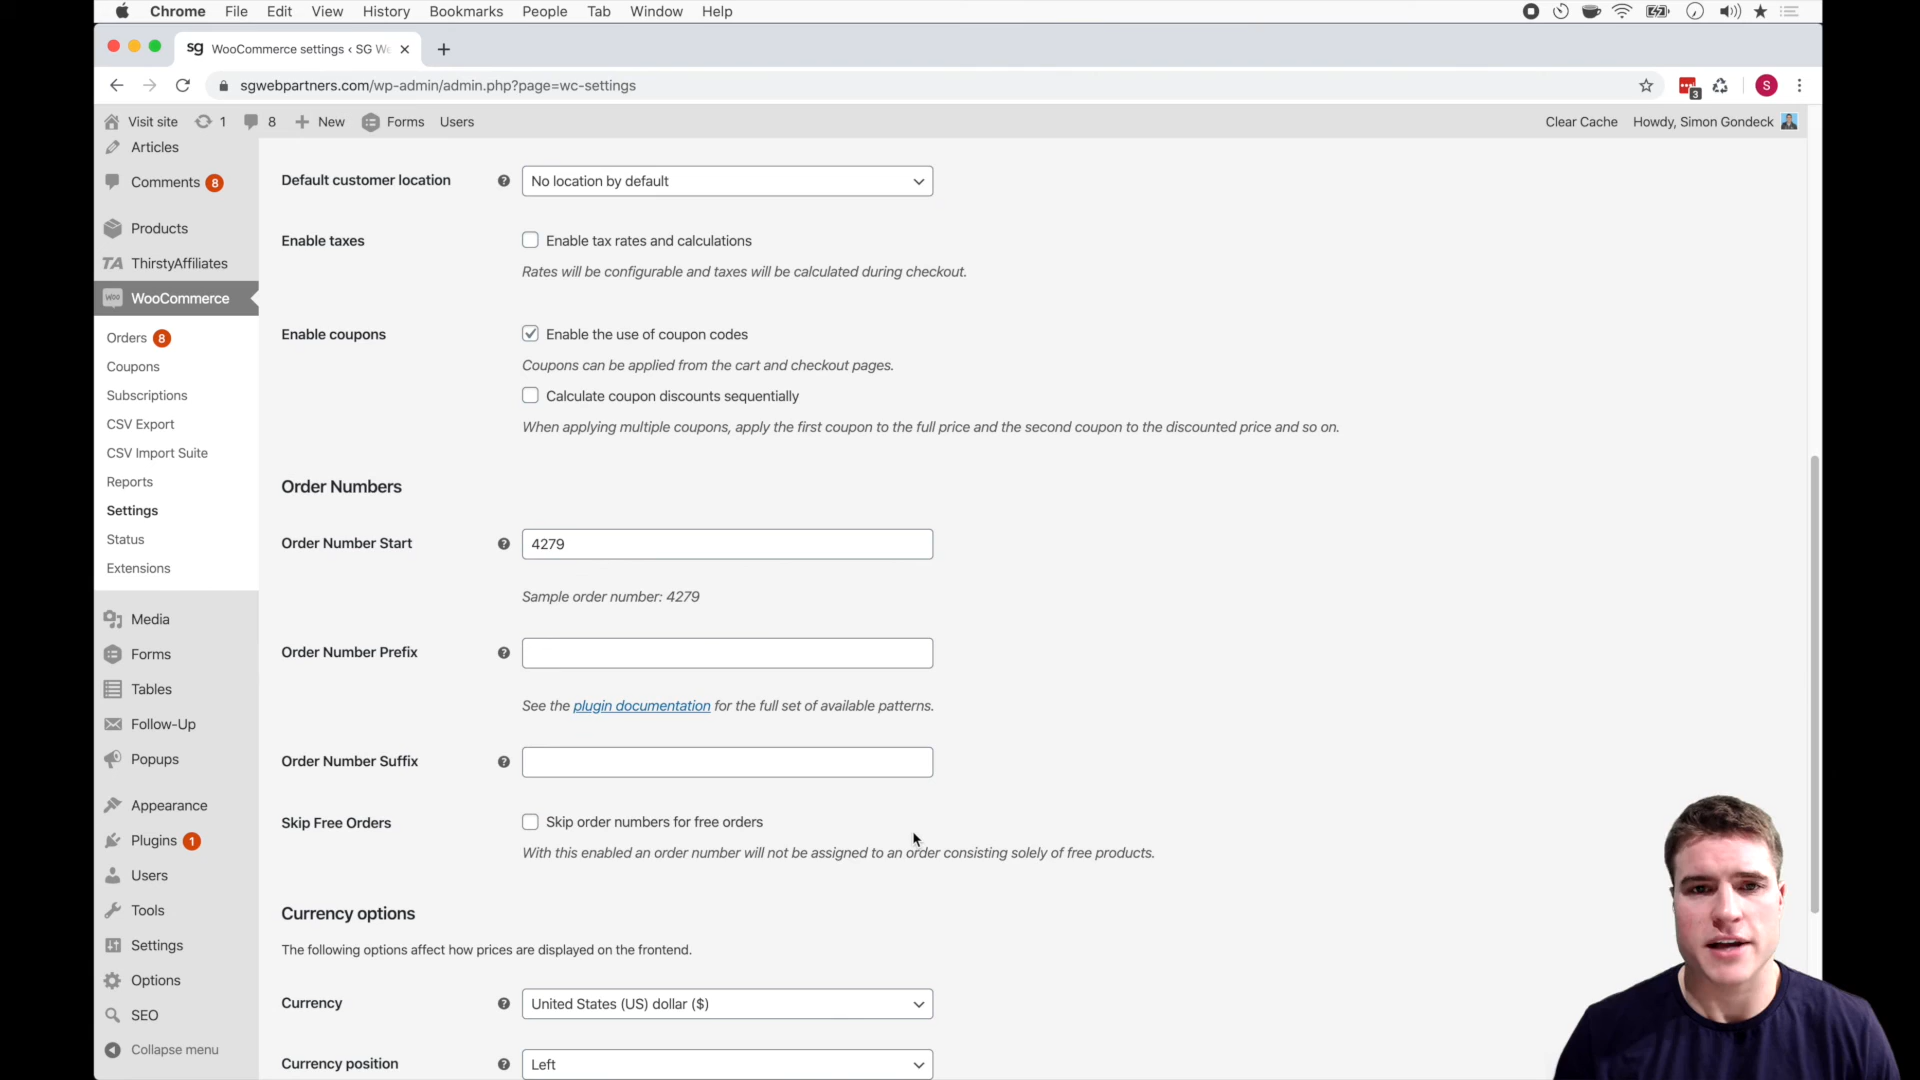 Chrome File Edit View History Bookmarks People Tab Window Help
sg WooCommerce settings ‹ SG We
sgwebpartners.com/wp-admin/admin.php?page=wc-settings
3
S
Visit site 1 8 New Forms Users Clear Cache Howdy, Simon Gondeck
Articles
Comments 8
Products
TA ThirstyAffiliates
woo WooCommerce
Orders 8
Coupons
Subscriptions
CSV Export
CSV Import Suite
Reports
Settings
Status
Extensions
Media
Forms
Tables
Follow-Up
Popups
Appearance
Plugins 1
Users
Tools
Settings
Options
SEO
Collapse menu
Default customer location No location by default
Enable taxes Enable tax rates and calculations
Rates will be configurable and taxes will be calculated during checkout.
Enable coupons Enable the use of coupon codes
Coupons can be applied from the cart and checkout pages.
Calculate coupon discounts sequentially
When applying multiple coupons, apply the first coupon to the full price and the second coupon to the discounted price and so on.
Order Numbers
Order Number Start 4279
Sample order number: 4279
Order Number Prefix
See the plugin documentation for the full set of available patterns.
Order Number Suffix
Skip Free Orders Skip order numbers for free orders
With this enabled an order number will not be assigned to an order consisting solely of free products.
Currency options
The following options affect how prices are displayed on the frontend.
Currency United States (US) dollar ($)
Currency position Left